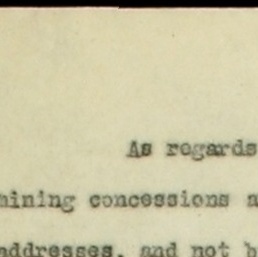 As regards
mining concessions a
addresses, and not b